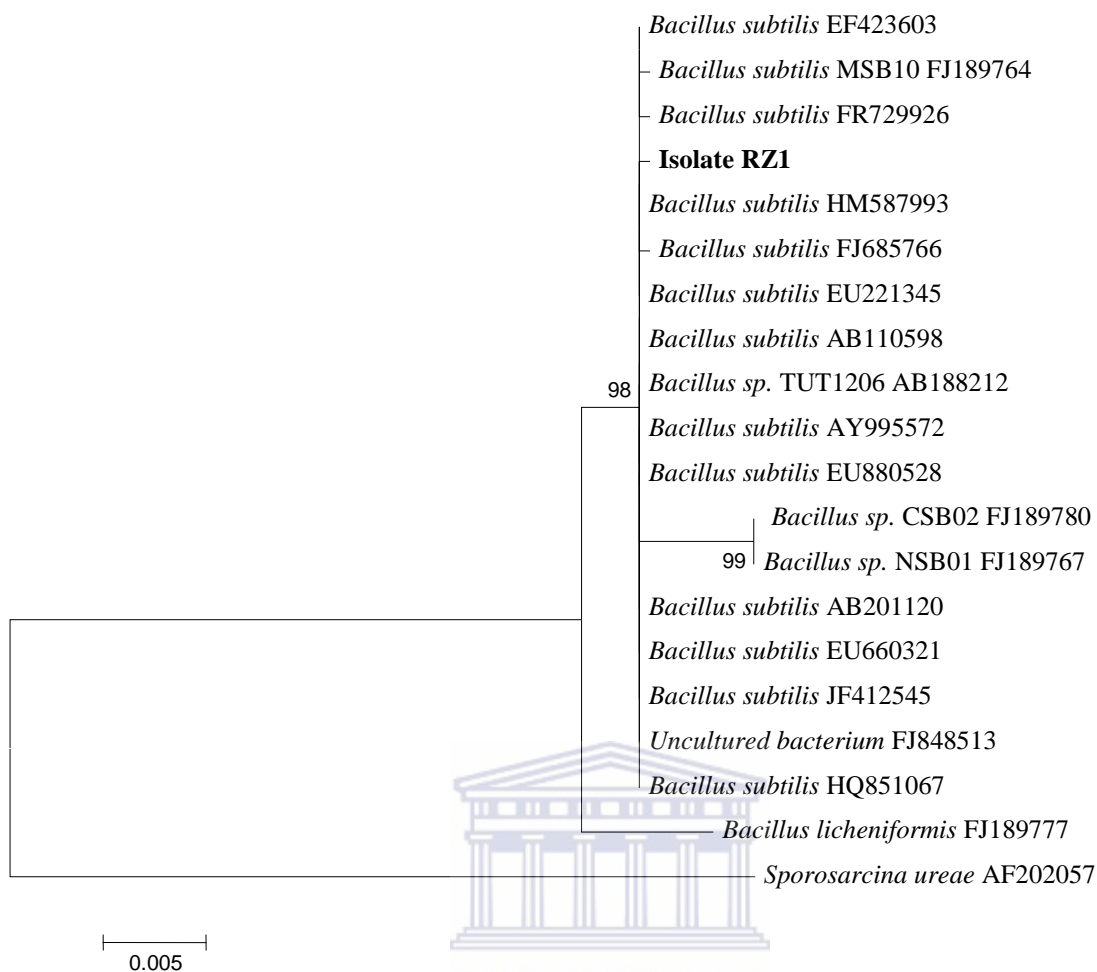 Bacillus subtilis EF423603
Bacillus subtilis MSB10 FJ189764
Bacillus subtilis FR729926
Isolate RZ1
Bacillus subtilis HM587993
Bacillus subtilis FJ685766
Bacillus subtilis EU221345
Bacillus subtilis AB110598
98
Bacillus sp. TUT1206 AB188212
Bacillus subtilis AY995572
Bacillus subtilis EU880528
Bacillus sp. CSB02 FJ189780
99
Bacillus sp. NSB01 FJ189767
Bacillus subtilis AB201120
Bacillus subtilis EU660321
Bacillus subtilis JF412545
Uncultured bacterium FJ848513
Bacillus subtilis HQ851067
Bacillus licheniformis FJ189777
Sporosarcina ureae AF202057
0.005